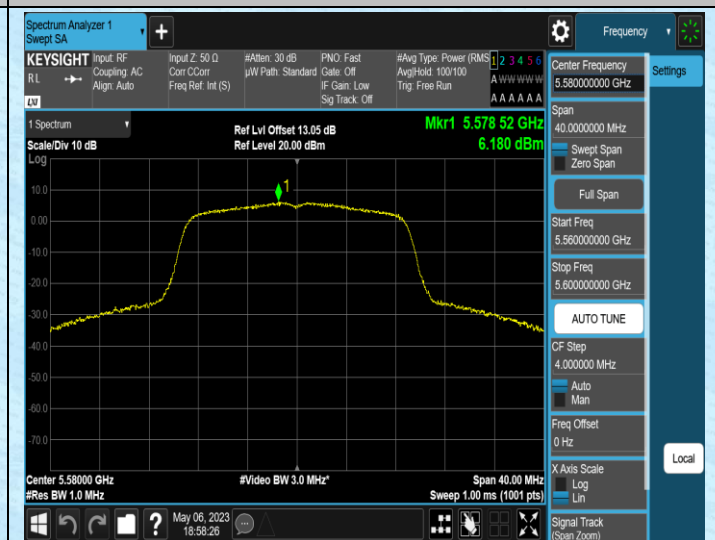 Spectrum Analyzer 1
Swept SA
+
Frequency
KEYSIGHT
R L
LXI
Input: RF
Coupling: AC
Align: Auto
Input Z: 50 Ω
Corr CCorr
Freq Ref: Int (S)
#Atten: 30 dB
µW Path: Standard
PNO: Fast
Gate: Off
IF Gain: Low
Sig Track: Off
#Avg Type: Power (RMS
Avg|Hold: 100/100
Trig: Free Run
1 2 3 4 5 6
A W W W W W
A A A A A A
1 Spectrum
Scale/Div 10 dB
Log
Ref Lvl Offset 13.05 dB
Ref Level 20.00 dBm
Mkr1 5.578 52 GHz
6.180 dBm
1
10.0
0.00
-10.0
-20.0
-30.0
-40.0
-50.0
-60.0
-70.0
Center 5.58000 GHz
#Res BW 1.0 MHz
#Video BW 3.0 MHz*
Span 40.00 MHz
Sweep 1.00 ms (1001 pts)
?
May 06, 2023
18:58:26
Center Frequency
5.580000000 GHz
Settings
Span
40.0000000 MHz
Swept Span
Zero Span
Full Span
Start Freq
5.560000000 GHz
Stop Freq
5.600000000 GHz
AUTO TUNE
CF Step
4.000000 MHz
Auto
Man
Freq Offset
0 Hz
X Axis Scale
Log
Lin
Local
Signal Track
(Span Zoom)